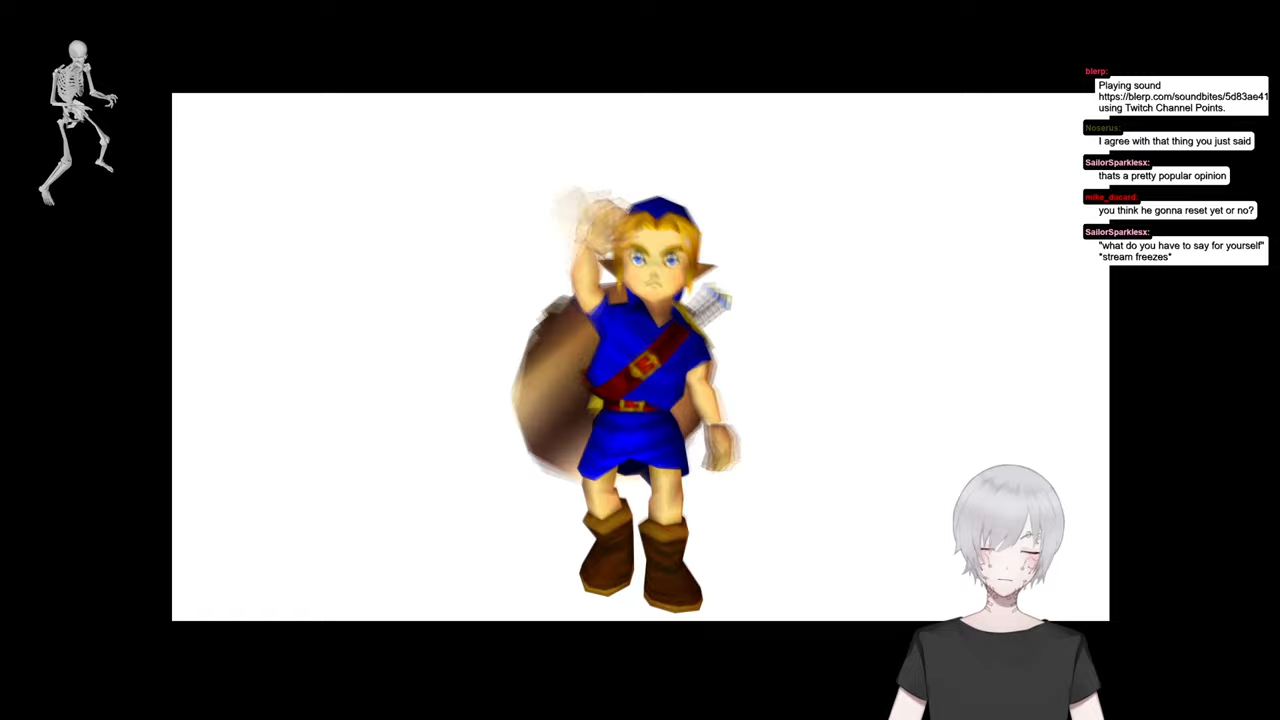 blerp:
Playing sound
https://blerp.com/soundbites/5d83ae41
using Twitch Channel Points.
Noserus:
I agree with that thing you just said
SailorSparklesx:
thats a pretty popular opinion
mike_ducard:
you think he gonna reset yet or no?
SailorSparklesx:
"what do you have to say for yourself"
*stream freezes*